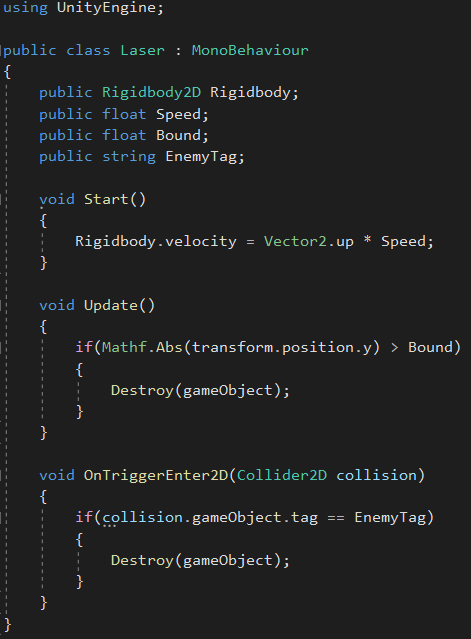 using UnityEngine;
public class Laser : MonoBehaviour
{
public Rigidbody2D Rigidbody;
public float Speed;
public float Bound;
public string EnemyTag;
void Start()
{
Rigidbody.velocity = Vector2.up * Speed;
}
void Update()
{
if(Mathf.Abs(transform.position.y) > Bound)
{
Destroy(gameObject);
}
}
void OnTriggerEnter2D(Collider2D collision)
{
if(collision.gameObject.tag == EnemyTag)
{
Destroy(gameObject);
}
}
}